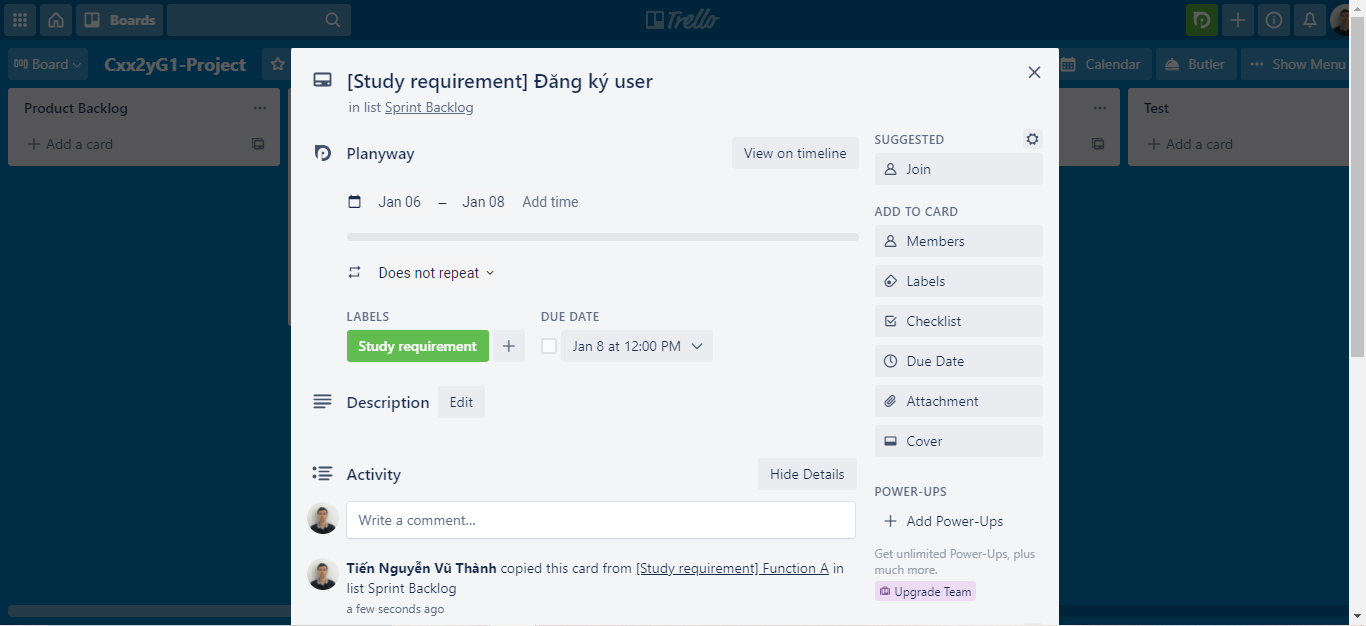 Boards
Trello
Board
Cxx2yG1-Project
Calendar
Butler
Show Menu
Product Backlog
Add a card
Test
Add a card
[Study requirement] Đăng ký user
in list Sprint Backlog
Planyway
View on timeline
Jan 06 – Jan 08 Add time
Does not repeat
LABELS
DUE DATE
Study requirement
Jan 8 at 12:00 PM
Description
Edit
Activity
Hide Details
Write a comment...
Tiến Nguyễn Vũ Thành copied this card from [Study requirement] Function A in
list Sprint Backlog
a few seconds ago
SUGGESTED
Join
ADD TO CARD
Members
Labels
Checklist
Due Date
Attachment
Cover
POWER-UPS
Add Power-Ups
Get unlimited Power-Ups, plus
much more.
Upgrade Team